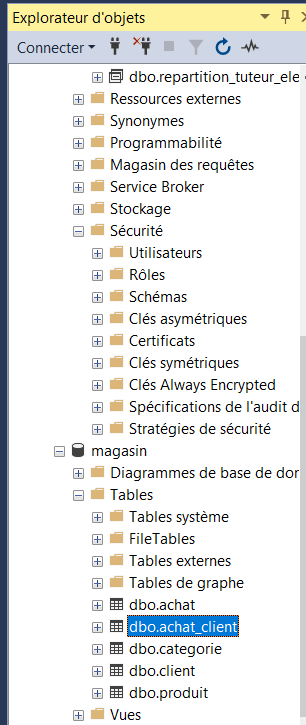 Explorateur d'objets
Connecter
dbo.repartition_tuteur_ele
Ressources externes
Synonymes
Programmabilité
Magasin des requêtes
Service Broker
Stockage
Sécurité
Utilisateurs
Rôles
Schémas
Clés asymétriques
Certificats
Clés symétriques
Clés Always Encrypted
Spécifications de l'audit d
Stratégies de sécurité
magasin
Diagrammes de base de dor
Tables
Tables système
FileTables
Tables externes
Tables de graphe
dbo.achat
dbo.achat_client
dbo.categorie
dbo.client
dbo.produit
Vues